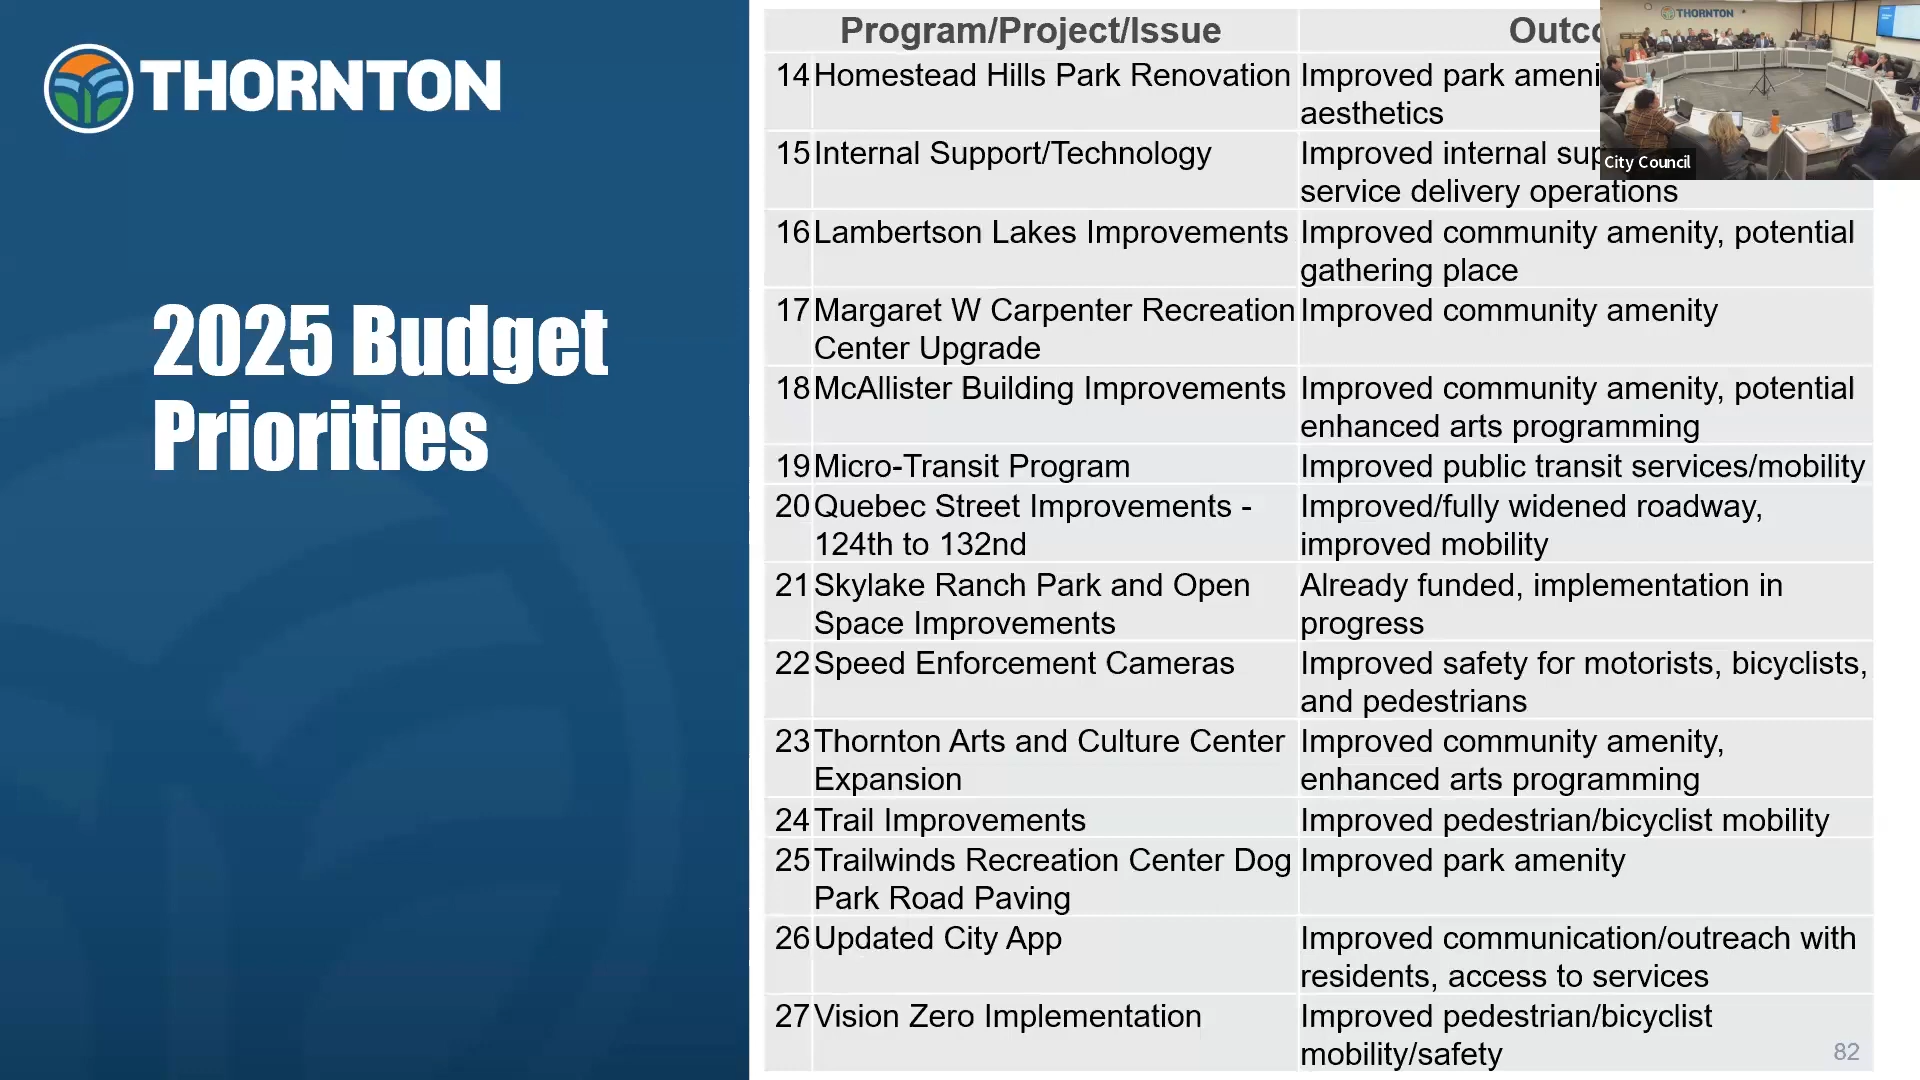 THORNTON
2025 Budget
Priorities
Program/Project/Issue
14 Homestead Hills Park Renovation Improved park
aesthetics
15 Internal Support/Technology Improved internal
service delivery operations
16 Lambertson Lakes Improvements Improved community amenity, potential
gathering place
17 Margaret W Carpenter Recreation Improved community amenity
Center Upgrade
18 McAllister Building Improvements Improved community amenity, potential
enhanced arts programming
19 Micro-Transit Program Improved public transit services/mobility
20 Quebec Street Improvements - Improved/fully widened roadway,
124th to 132nd improved mobility
21 Skylake Ranch Park and Open Already funded, implementation in
Space Improvements progress
22 Speed Enforcement Cameras Improved safety for motorists, bicyclists,
and pedestrians
23 Thornton Arts and Culture Center Improved community amenity,
Expansion enhanced arts programming
24 Trail Improvements Improved pedestrian/bicyclist mobility
25 Trailwinds Recreation Center Dog Improved park amenity
Park Road Paving
26 Updated City App Improved communication/outreach with
residents, access to services
27 Vision Zero Implementation Improved pedestrian/bicyclist
mobility/safety
82
THORNTON
City Council